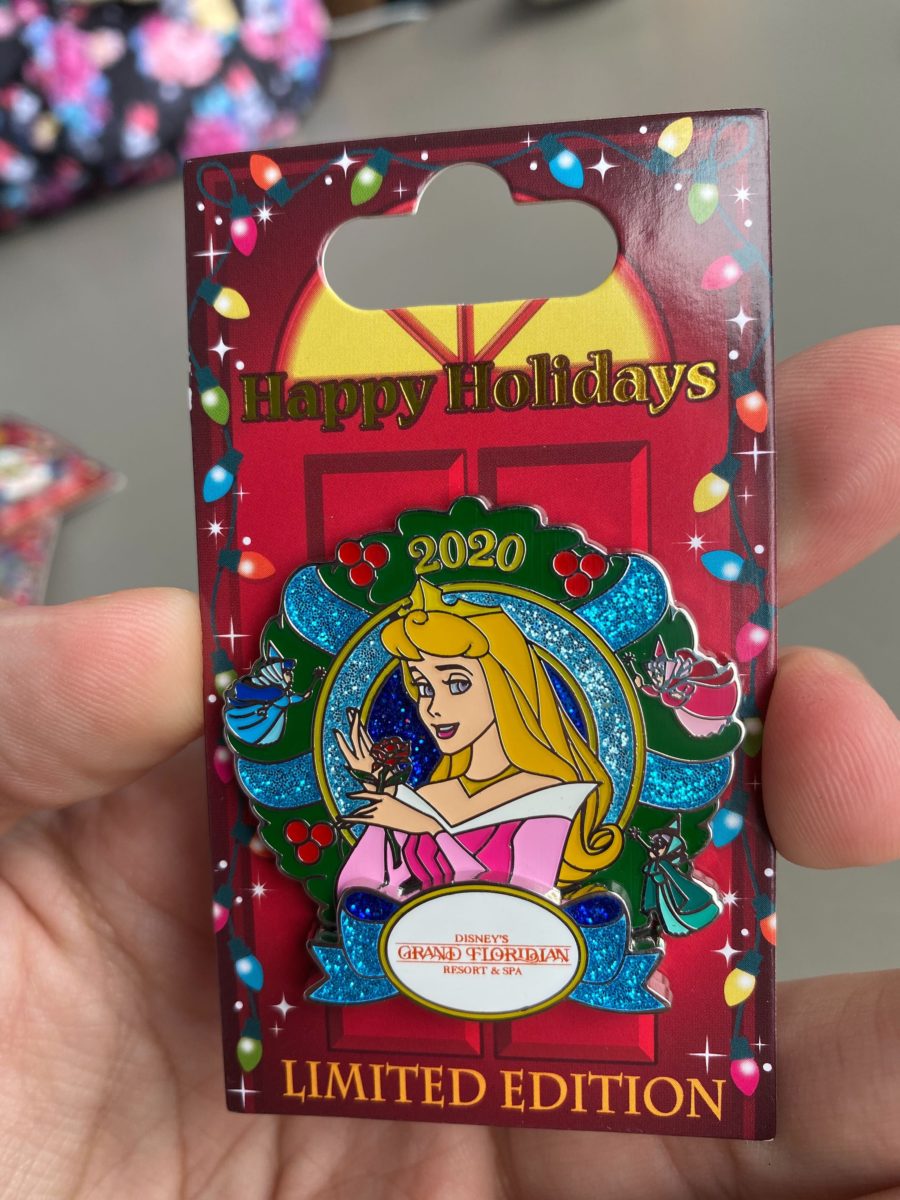 Happy Holidays
2020
DISNEY'S
GRAND FLORIDIAN
RESORT & SPA
LIMITED EDITION